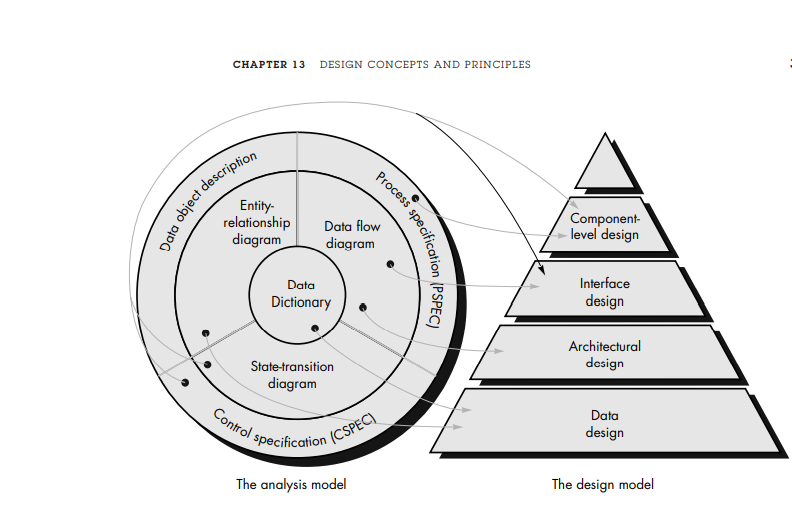 CHAPTER 13 DESIGN CONCEPTS AND PRINCIPLES
Data object description
Process specification (PSPEC)
Control specification (CSPEC)
Entity-
relationship
diagram
Data flow
diagram
Data
Dictionary
State-transition
diagram
Component-
level design
Interface
design
Architectural
design
Data
design
The analysis model
The design model